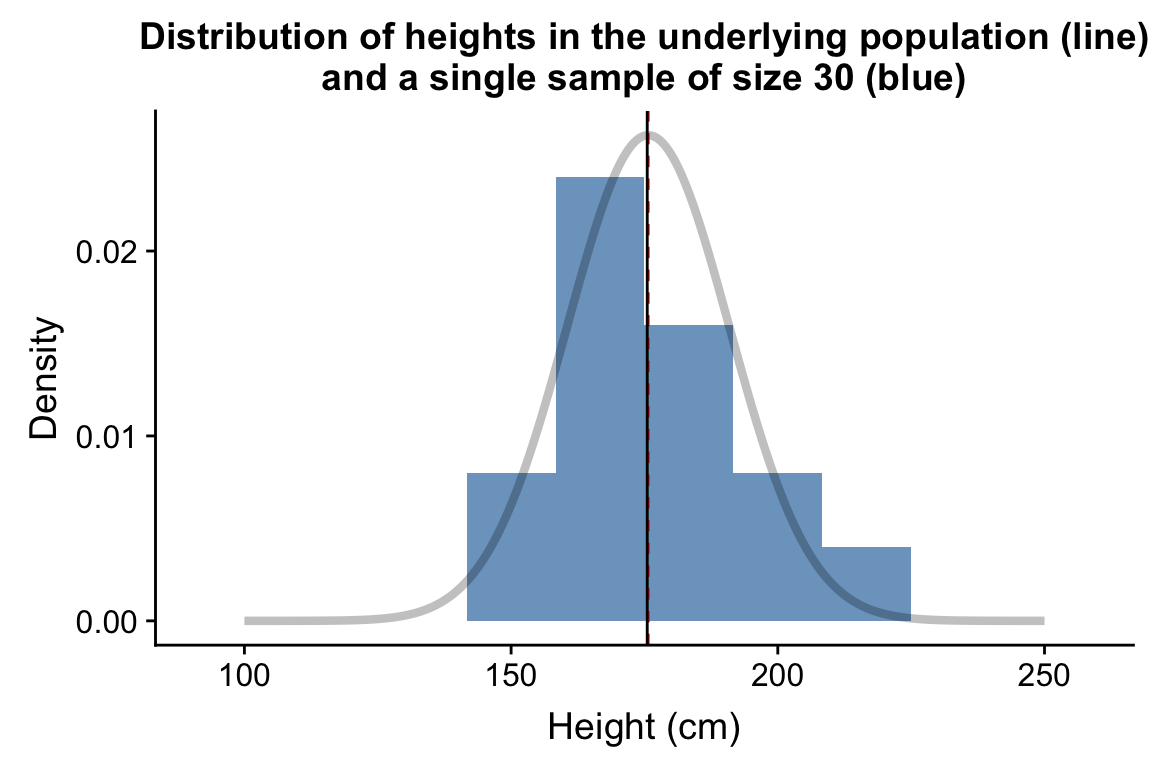 Distribution of heights in the underlying population (line)
and a single sample of size 30 (blue)
Density
0.02
0.01
0.00
100 150 200 250
Height (cm)